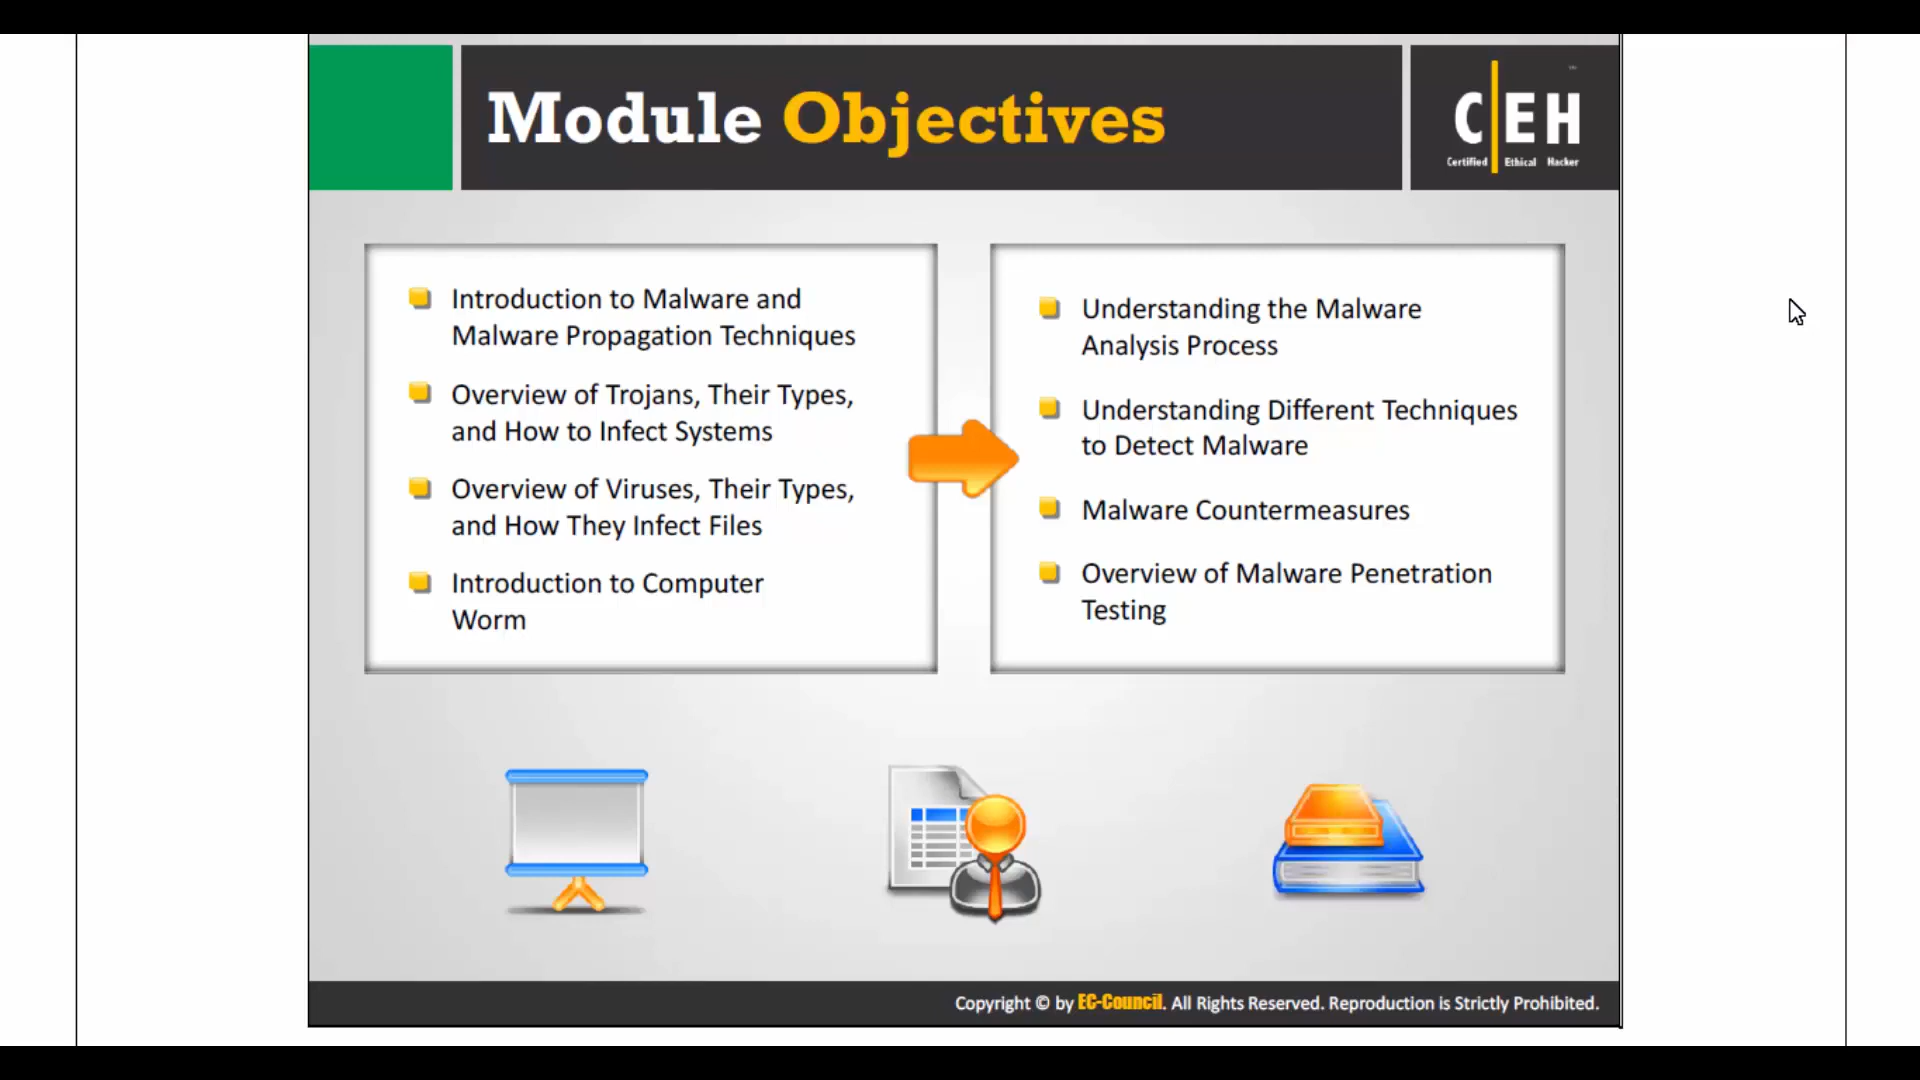 Module Objectives
C EH
Certified Ethical Hacker
Introduction to Malware and
Malware Propagation Techniques
Overview of Trojans, Their Types,
and How to Infect Systems
Overview of Viruses, Their Types,
and How They Infect Files
Introduction to Computer
Worm
Understanding the Malware
Analysis Process
Understanding Different Techniques
to Detect Malware
Malware Countermeasures
Overview of Malware Penetration
Testing
Copyright © by EC-Council. All Rights Reserved. Reproduction is Strictly Prohibited.